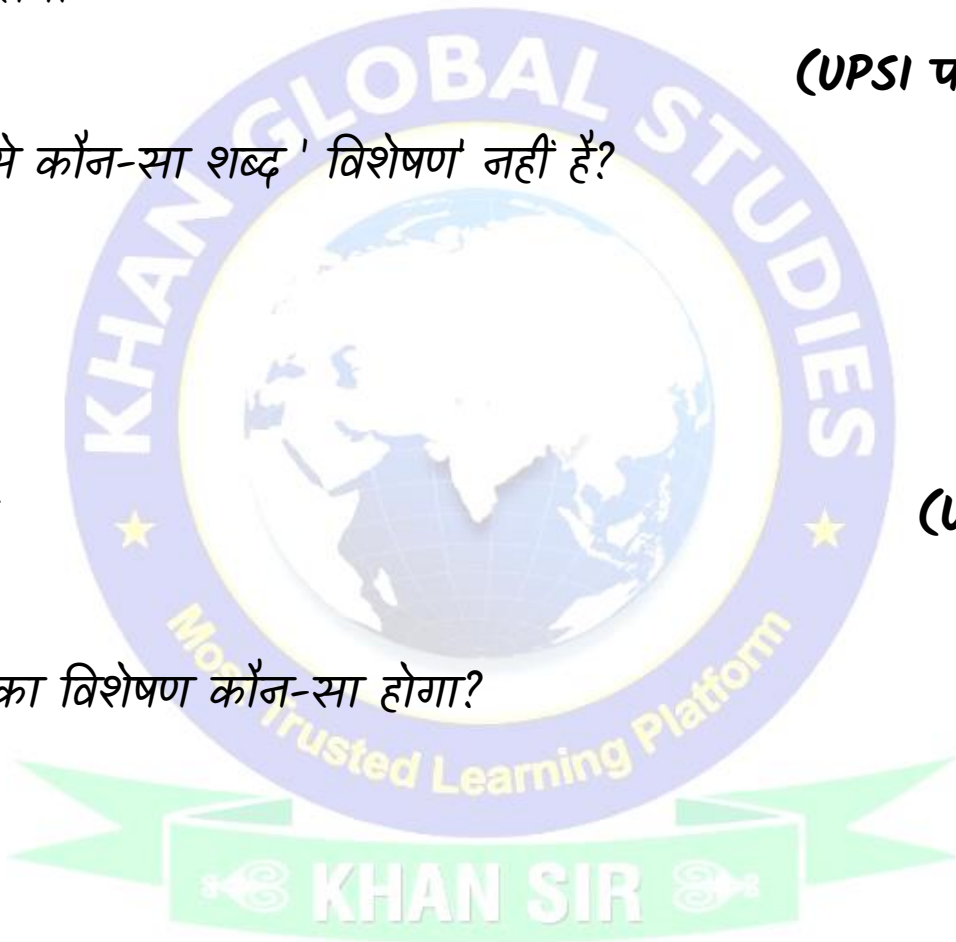 (UPSI
से कौन-सा शब्द ' विशेषण' नहीं है?
KHAN GLOBAL STUDIES
का विशेषण कौन-सा होगा?
Most Trusted Learning Platform
KHAN SIR